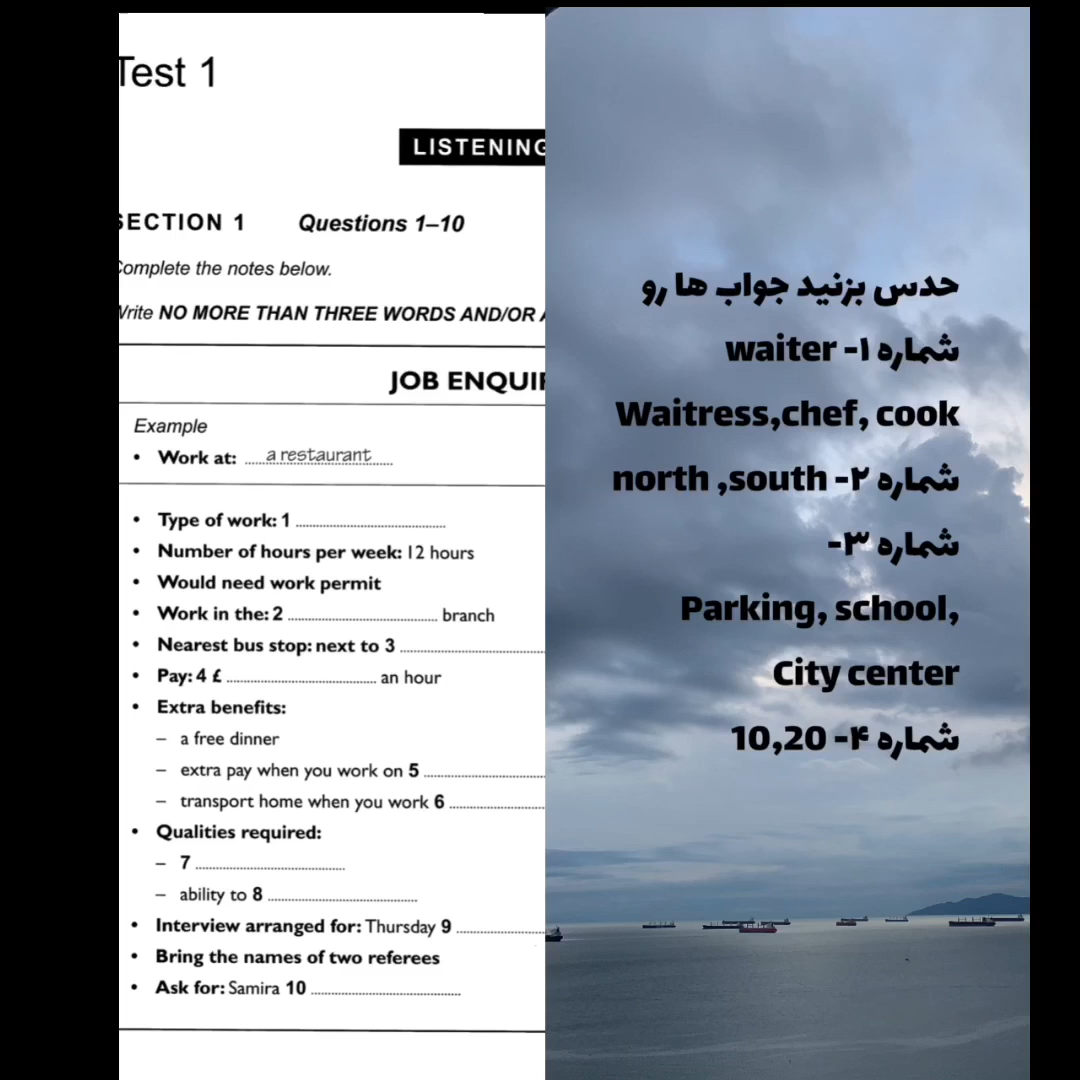 Test 1
LISTENING
SECTION 1 Questions 1–10
Complete the notes below.
Write NO MORE THAN THREE WORDS AND/OR A
JOB ENQUI
Example
• Work at: a restaurant
• Type of work: 1
• Number of hours per week: 12 hours
• Would need work permit
• Work in the: 2 branch
• Nearest bus stop: next to 3
• Pay: 4 £ an hour
• Extra benefits:
– a free dinner
– extra pay when you work on 5
– transport home when you work 6
• Qualities required:
– 7
– ability to 8
• Interview arranged for: Thursday 9
• Bring the names of two referees
• Ask for: Samira 10
حدس بزنید جواب ها رو
شماره ۱- waiter
Waitress,chef, cook
شماره ۲- north ,south
شماره ۳-
Parking, school,
City center
شماره ۴- 10,20